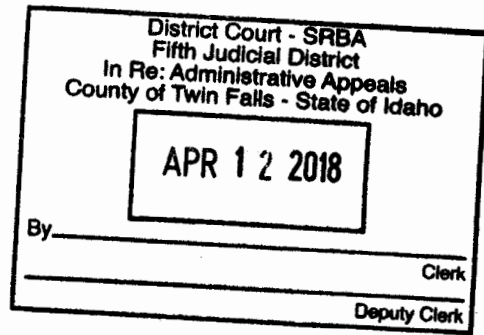 District Court - SRBA
Fifth Judicial District
In Re: Administrative Appeals
County of Twin Falls - State of Idaho
APR 12 2018
By
Clerk
Deputy Clerk